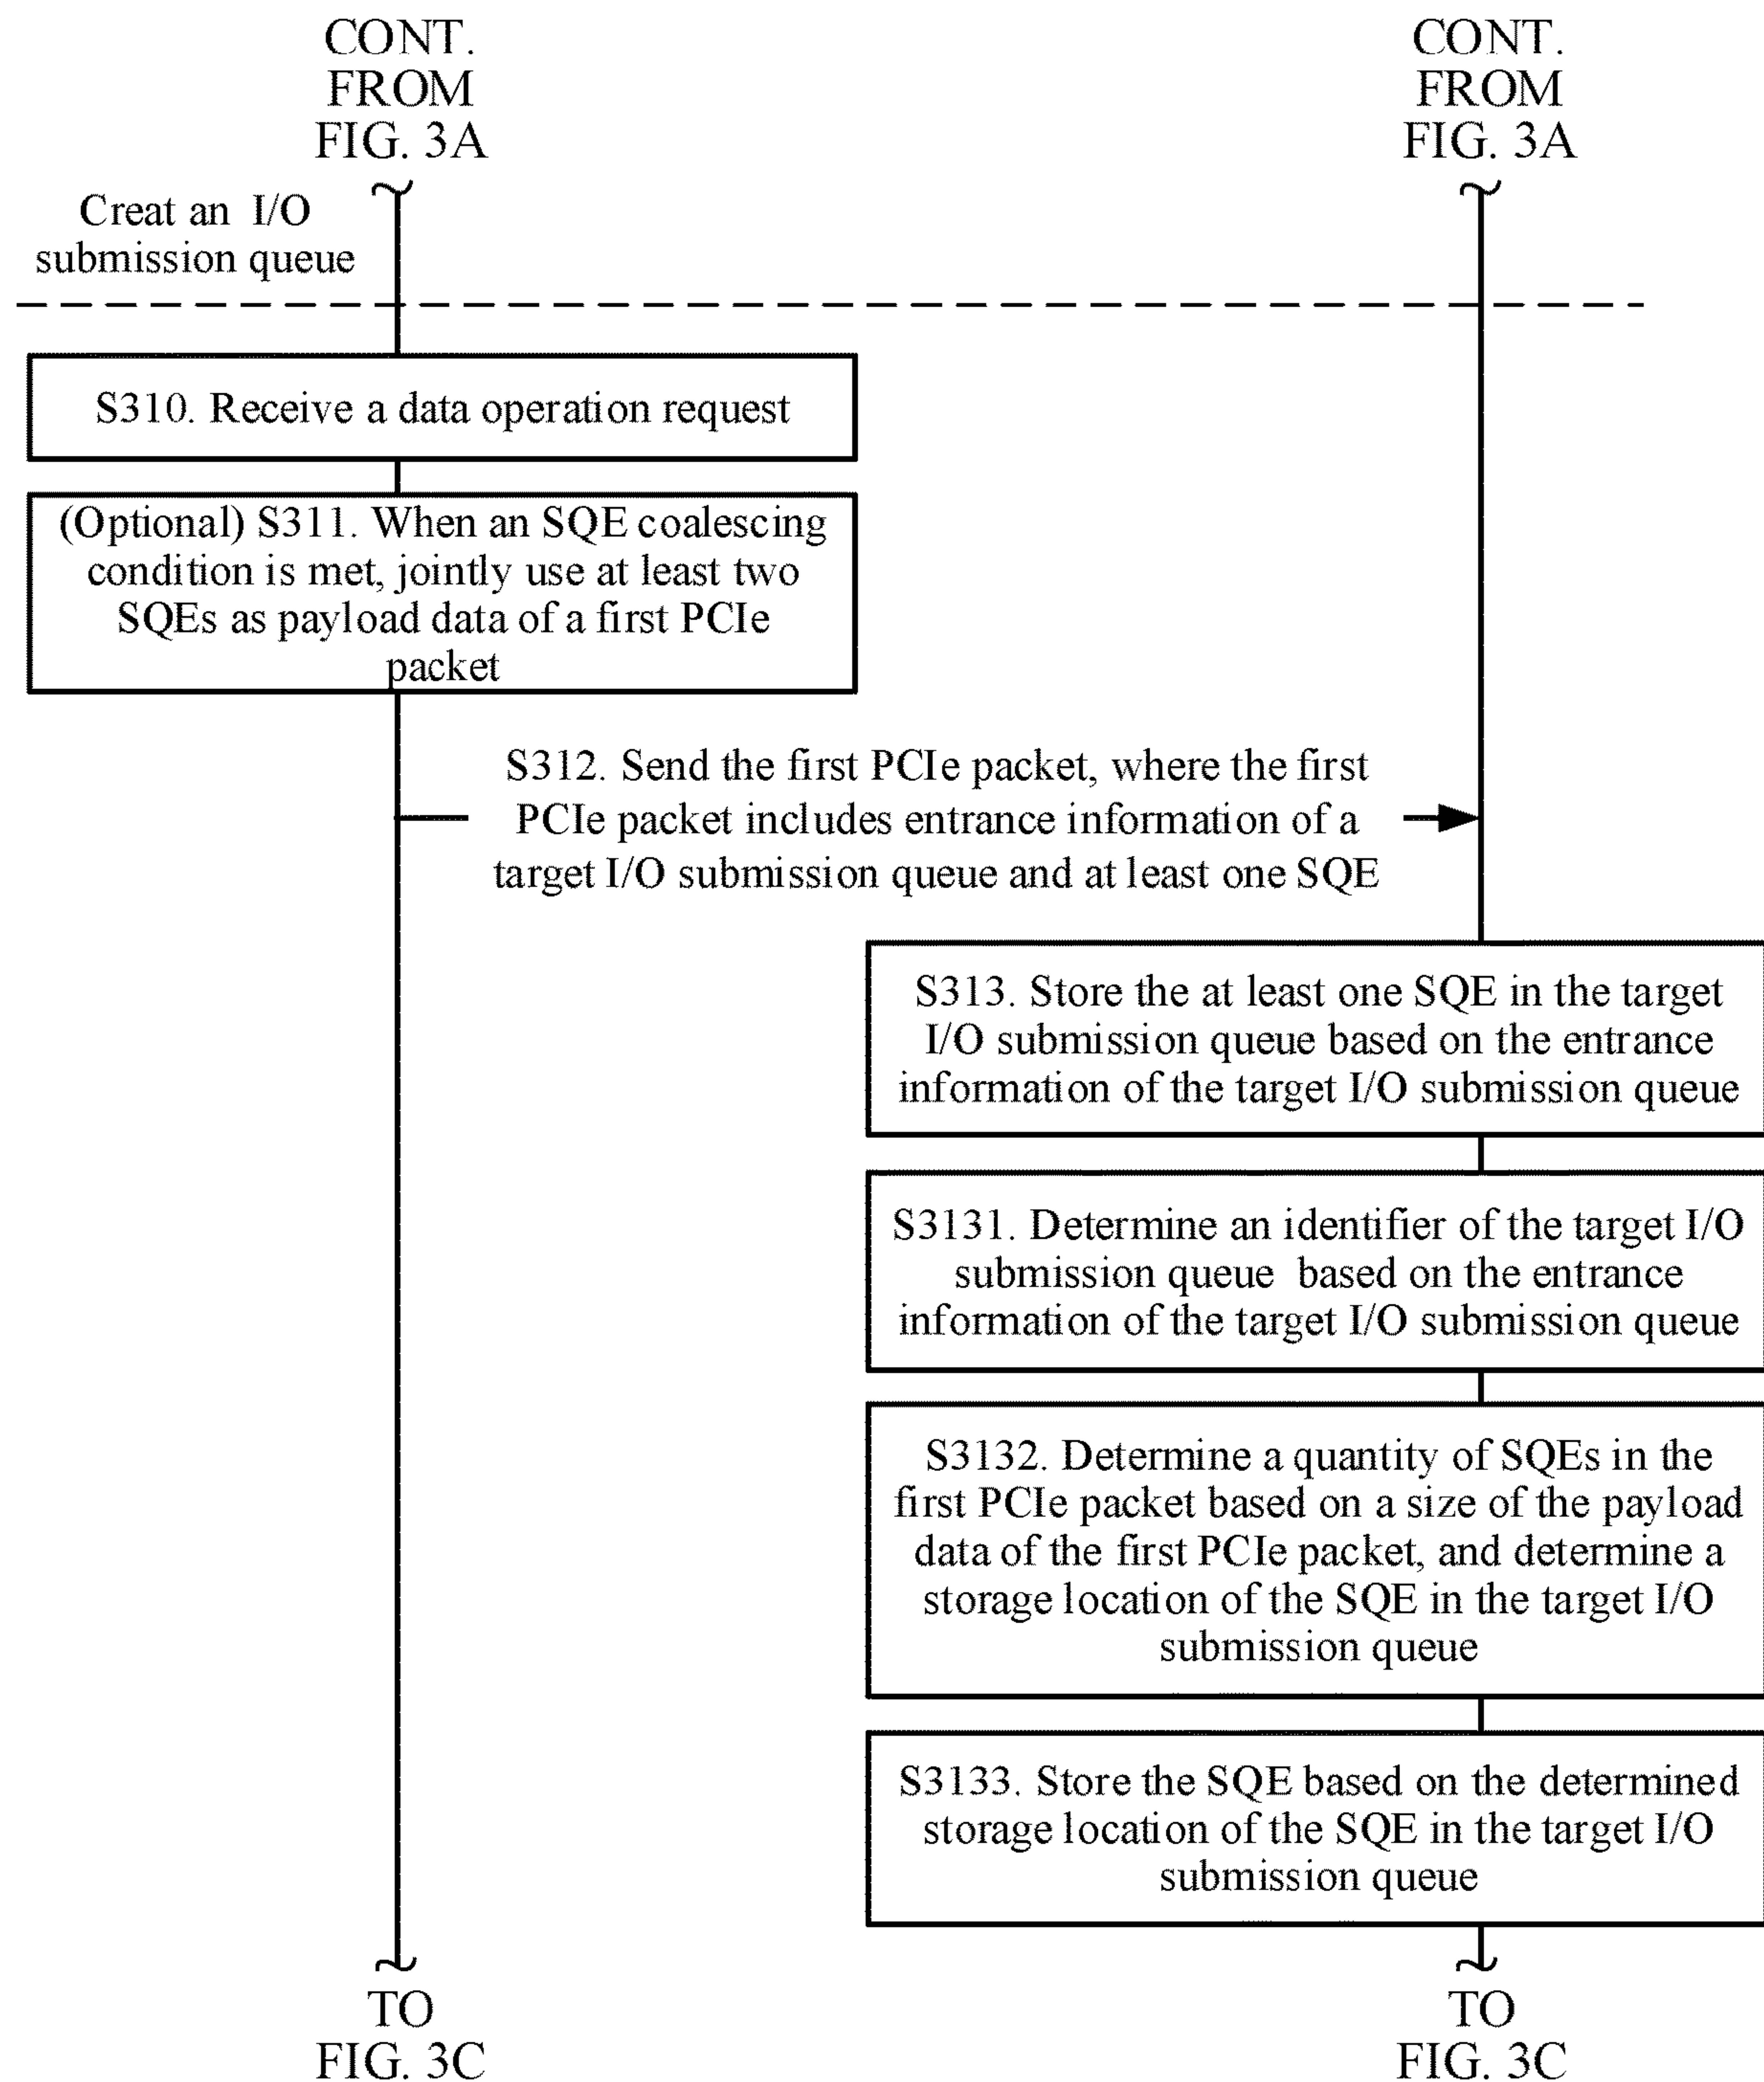 CONT.
FROM
FIG. 3A
CONT.
FROM
FIG. 3A
Creat an I/O
submission queue
S310. Receive a data operation request
(Optional) S311. When an SQE coalescing
condition is met, jointly use at least two
SQEs as payload data of a first PCIe
packet
S312. Send the first PCIe packet, where the first
PCIe packet includes entrance information of a
target I/O submission queue and at least one SQE
S313. Store the at least one SQE in the target
I/O submission queue based on the entrance
information of the target I/O submission queue
S3131. Determine an identifier of the target I/O
submission queue based on the entrance
information of the target I/O submission queue
S3132. Determine a quantity of SQEs in the
first PCIe packet based on a size of the payload
data of the first PCIe packet, and determine a
storage location of the SQE in the target I/O
submission queue
S3133. Store the SQE based on the determined
storage location of the SQE in the target I/O
submission queue
TO
FIG. 3C
TO
FIG. 3C